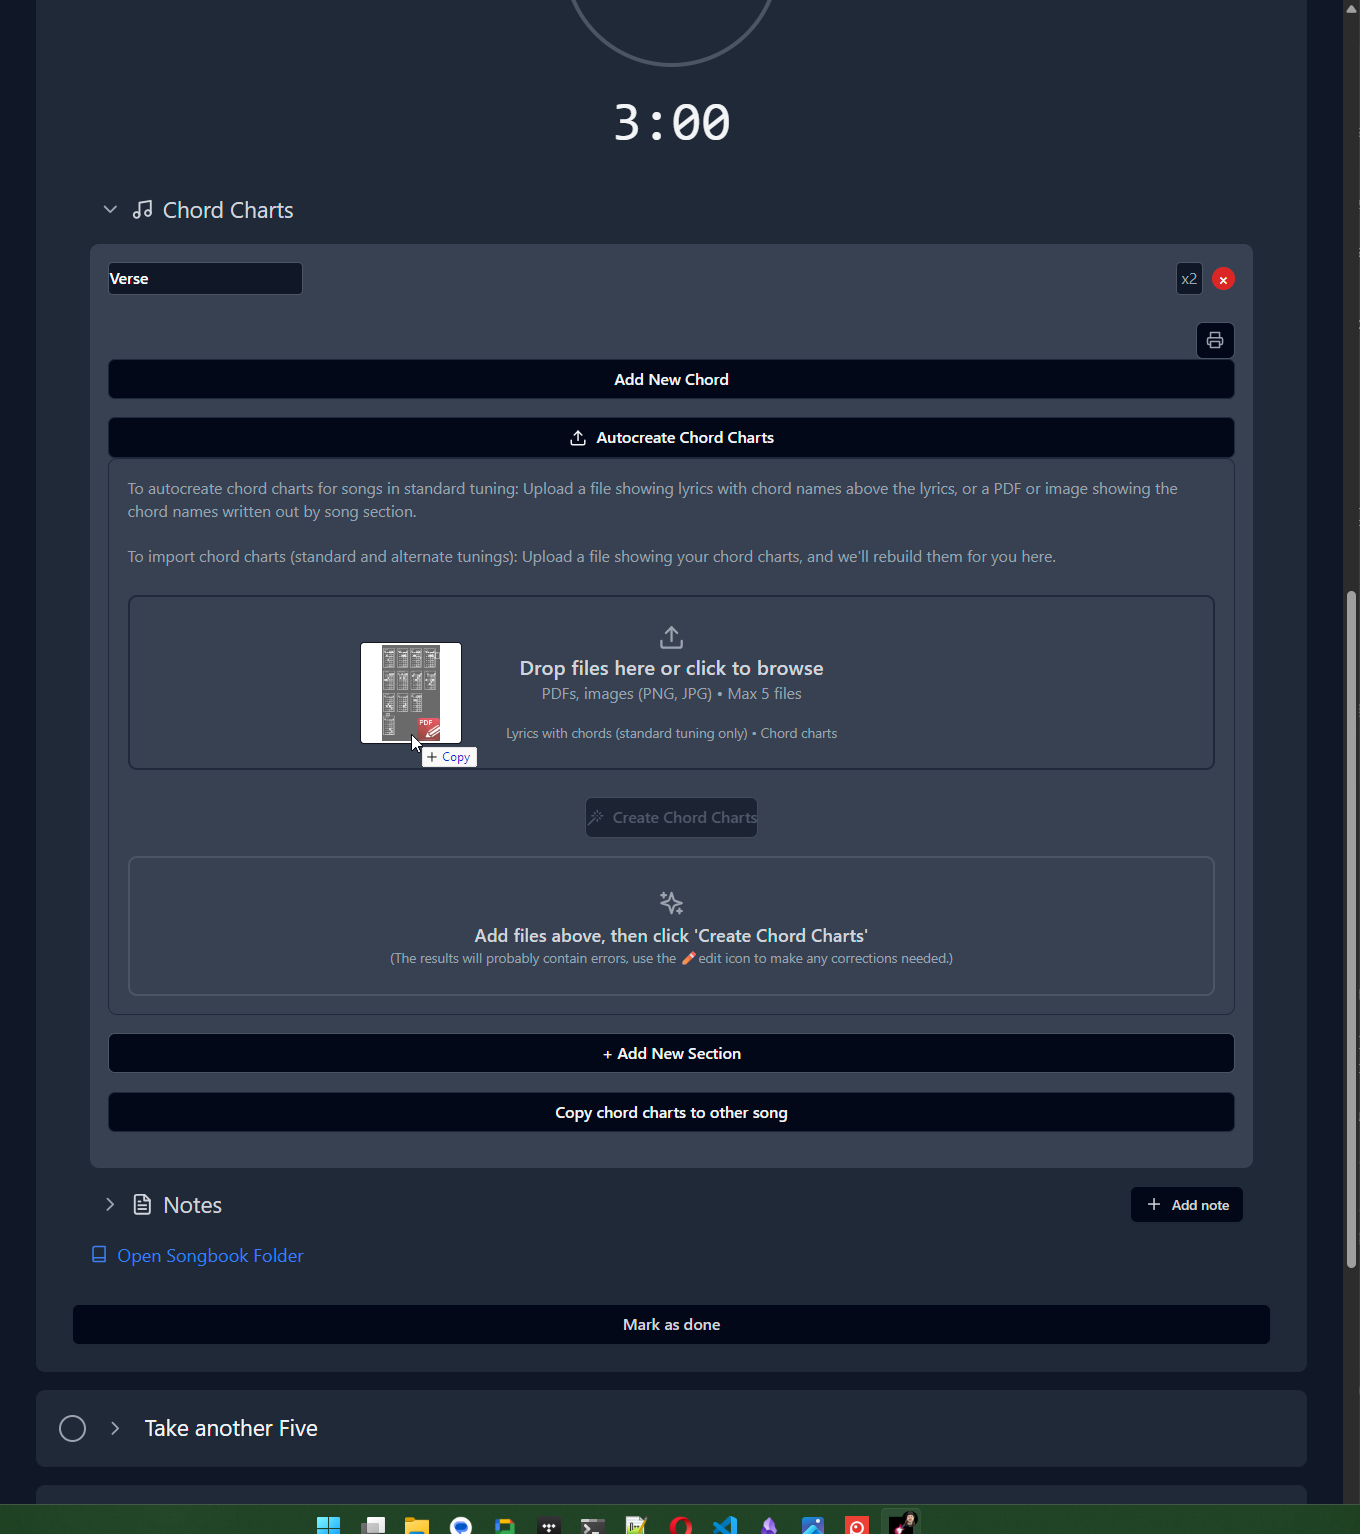 3:00
Chord Charts
Verse
x2
Add New Chord
Autocreate Chord Charts
To autocreate chord charts for songs in standard tuning: Upload a file showing lyrics with chord names above the lyrics, or a PDF or image showing the
chord names written out by song section.
To import chord charts (standard and alternate tunings): Upload a file showing your chord charts, and we'll rebuild them for you here.
Drop files here or click to browse
PDFs, images (PNG, JPG) • Max 5 files
Lyrics with chords (standard tuning only) • Chord charts
PDF
+ Copy
Create Chord Charts
Add files above, then click 'Create Chord Charts'
(The results will probably contain errors, use the edit icon to make any corrections needed.)
+ Add New Section
Copy chord charts to other song
Notes
+ Add note
Open Songbook Folder
Mark as done
Take another Five